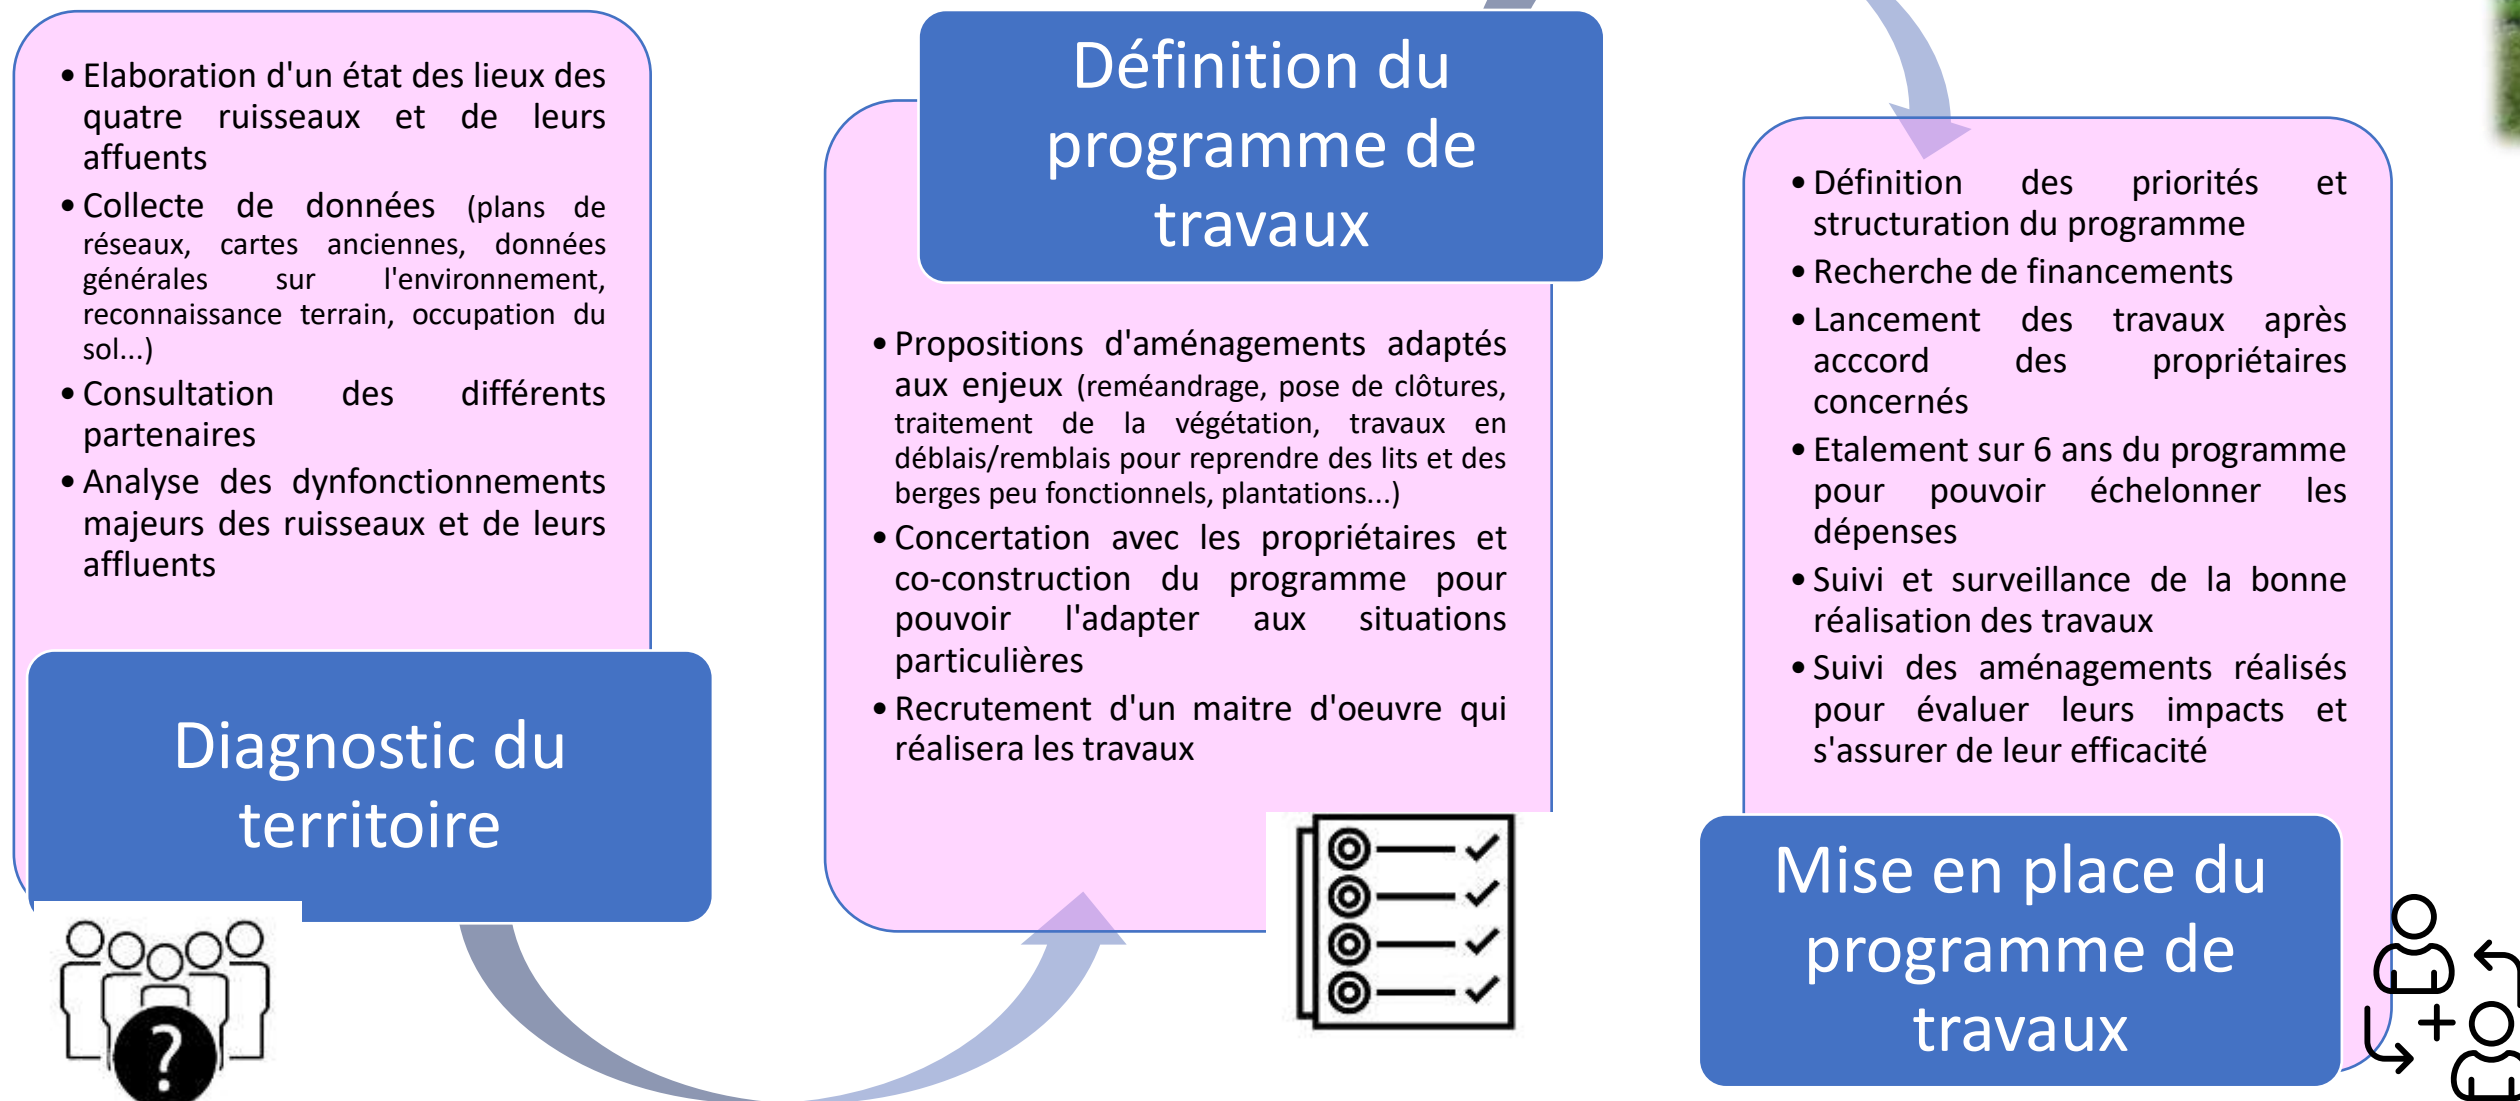 • Elaboration d'un état des lieux des
quatre ruisseaux et de leurs
affuents
• Collecte de données (plans de
réseaux, cartes anciennes, données
générales sur l'environnement,
reconnaissance terrain, occupation du
sol...)
• Consultation des différents
partenaires
• Analyse des dynfonctionnements
majeurs des ruisseaux et de leurs
affluents
Diagnostic du
territoire
?
Définition du
programme de
travaux
• Propositions d'aménagements adaptés
aux enjeux (reméandrage, pose de clôtures,
traitement de la végétation, travaux en
déblais/remblais pour reprendre des lits et des
berges peu fonctionnels, plantations...)
• Concertation avec les propriétaires et
co-construction du programme pour
pouvoir l'adapter aux situations
particulières
• Recrutement d'un maitre d'oeuvre qui
réalisera les travaux
• Définition des priorités et
structuration du programme
• Recherche de financements
• Lancement des travaux après
acccord des propriétaires
concernés
• Etalement sur 6 ans du programme
pour pouvoir échelonner les
dépenses
• Suivi et surveillance de la bonne
réalisation des travaux
• Suivi des aménagements réalisés
pour évaluer leurs impacts et
s'assurer de leur efficacité
Mise en place du
programme de
travaux